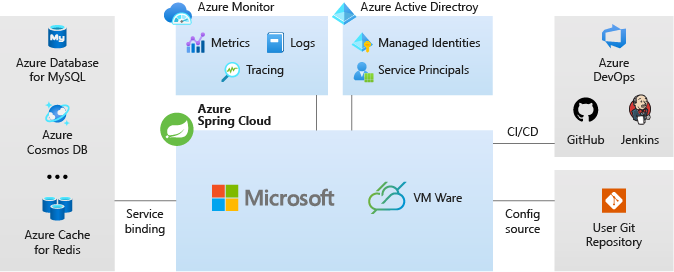 Azure Monitor
Metrics
Logs
Tracing
Azure Active Directroy
Managed Identities
Service Principals
My
Azure Database
for MySQL
Azure
Cosmos DB
•••
Azure Cache
for Redis
Service
binding
Azure
Spring Cloud
Microsoft
VM Ware
CI/CD
Config
source
Azure
DevOps
GitHub
Jenkins
User Git
Repository